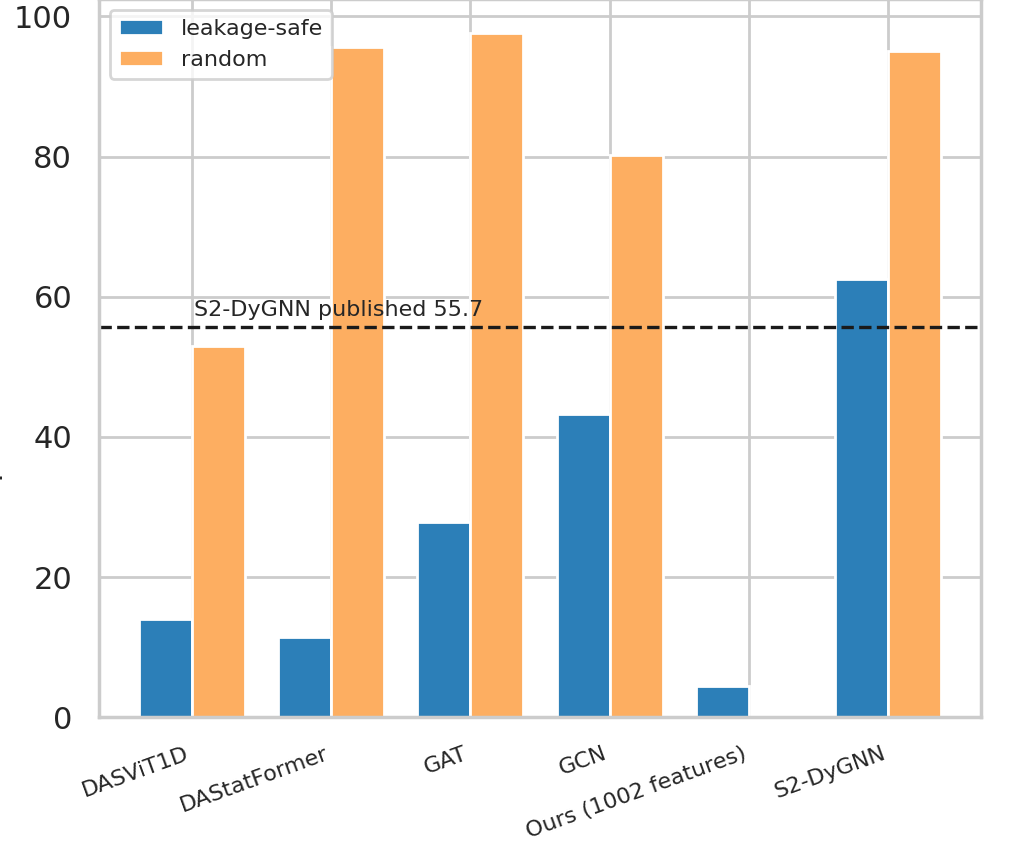 100
leakage-safe
random
80
60
S2-DyGNN published 55.7
40
20
0
DASViT1D
DAStatFormer
GAT
GCN
Ours (1002 features)
S2-DyGNN